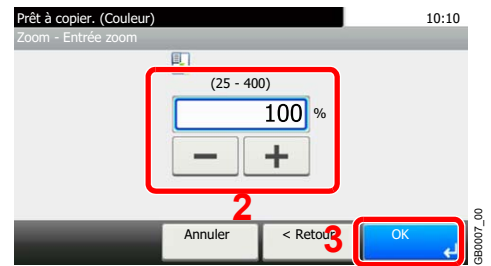 Prêt à copier. (Couleur) 10:10
Zoom - Entrée zoom
(25 - 400)
100 %
2
Annuler < Retour 3 OK
GB0007_00